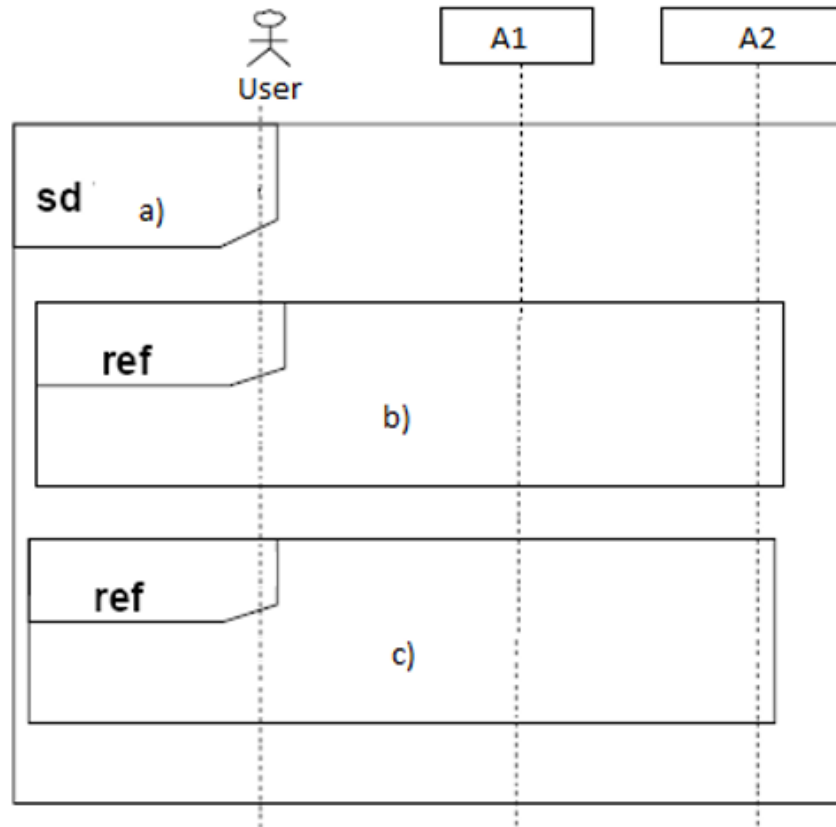 User
A1
A2
sd a)
ref
b)
ref
c)